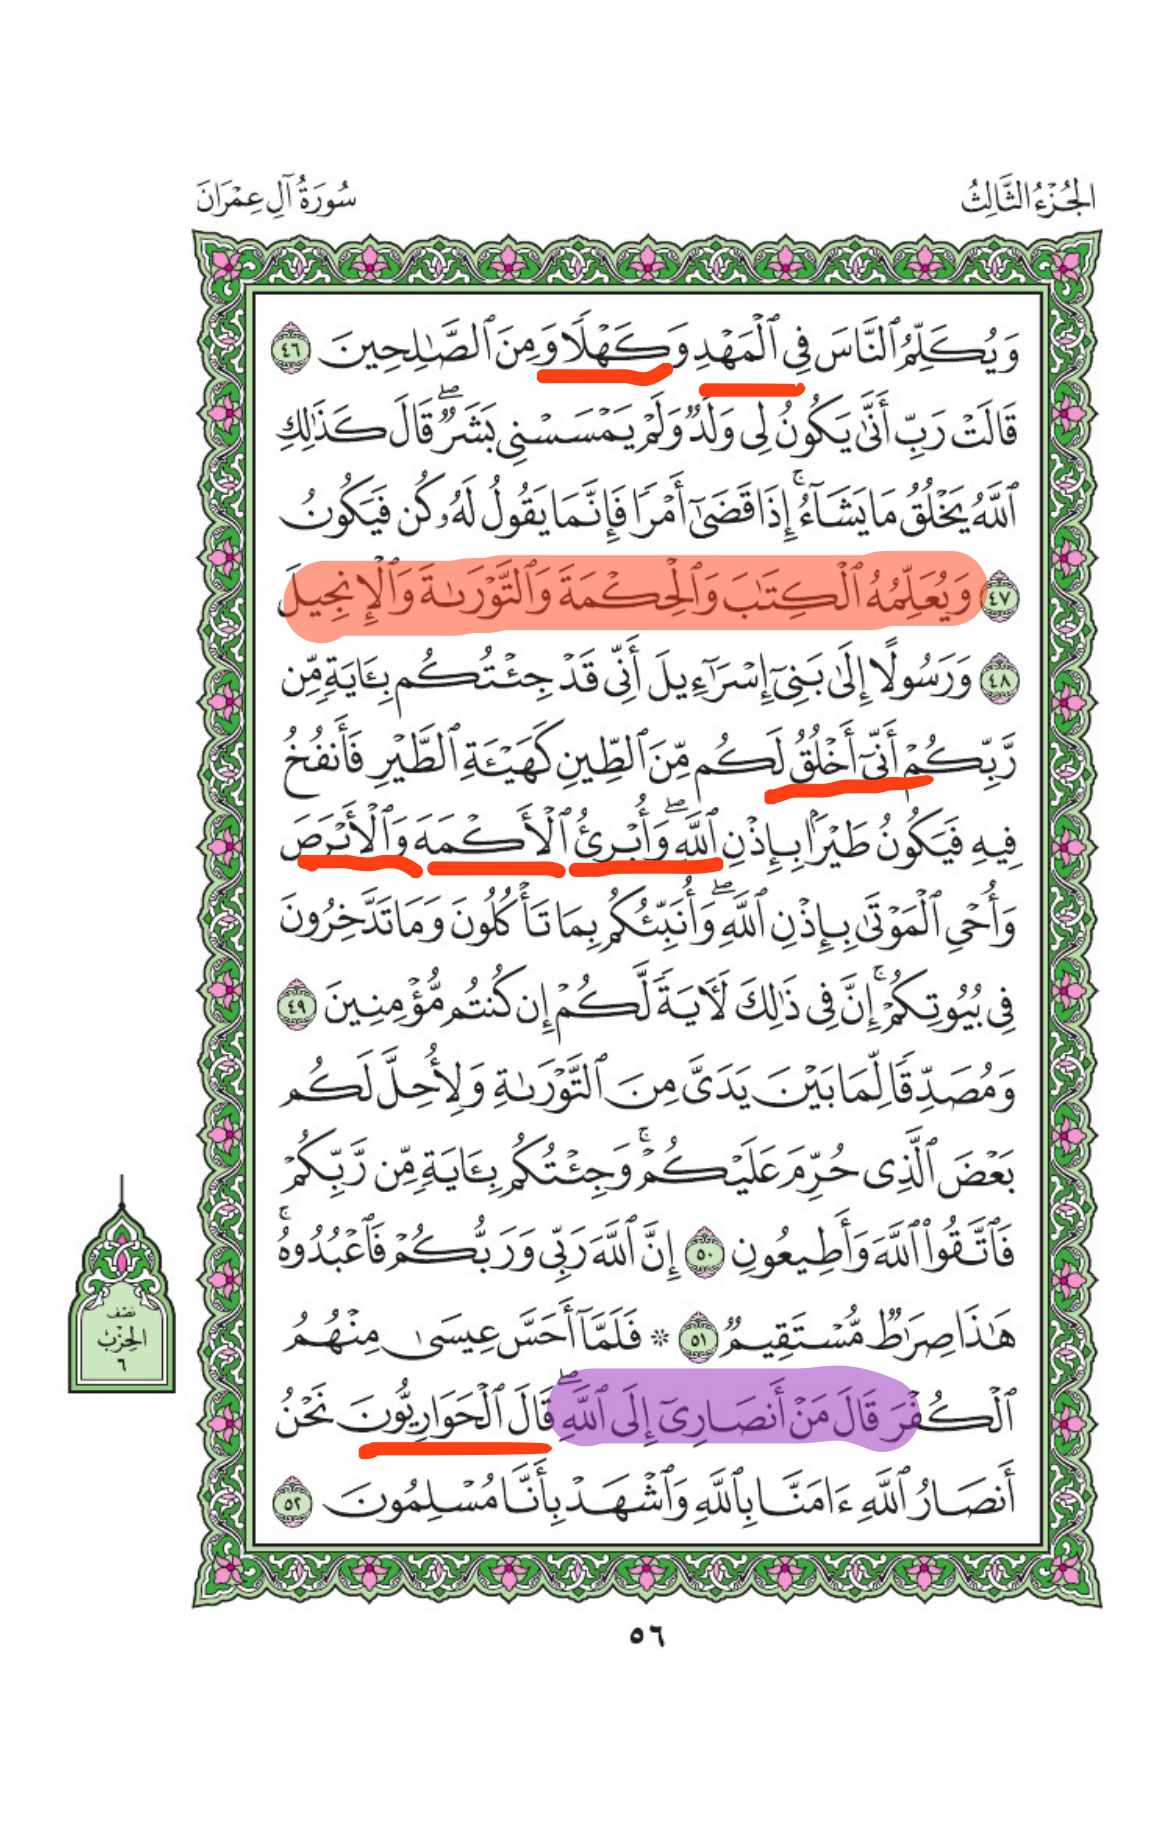 الجُزْءُ الثَّالِثُ
سُورَةُ آلِ عِمْرَانَ
وَيُكَلِّمُ ٱلنَّاسَ فِي ٱلْمَهْدِ وَكَهْلًا وَمِنَ ٱلصَّٰلِحِينَ ٤٦
قَالَتْ رَبِّ أَنَّىٰ يَكُونُ لِي وَلَدٌ وَلَمْ يَمْسَسْنِي بَشَرٌۖ قَالَ كَذَٰلِكِ
ٱللَّهُ يَخْلُقُ مَا يَشَآءُۚ إِذَا قَضَىٰٓ أَمْرًا فَإِنَّمَا يَقُولُ لَهُۥ كُن فَيَكُونُ
٤٧ وَيُعَلِّمُهُ ٱلْكِتَٰبَ وَٱلْحِكْمَةَ وَٱلتَّوْرَىٰةَ وَٱلْإِنجِيلَ
٤٨ وَرَسُولًا إِلَىٰ بَنِيٓ إِسْرَٰٓءِيلَ أَنِّي قَدْ جِئْتُكُم بِـَٔايَةٍ مِّن
رَّبِّكُمْ أَنِّيٓ أَخْلُقُ لَكُم مِّنَ ٱلطِّينِ كَهَيْـَٔةِ ٱلطَّيْرِ فَأَنفُخُ
فِيهِ فَيَكُونُ طَيْرًۢا بِإِذْنِ ٱللَّهِۖ وَأُبْرِئُ ٱلْأَكْمَهَ وَٱلْأَبْرَصَ
وَأُحْيِ ٱلْمَوْتَىٰ بِإِذْنِ ٱللَّهِۖ وَأُنَبِّئُكُم بِمَا تَأْكُلُونَ وَمَا تَدَّخِرُونَ
فِي بُيُوتِكُمْۚ إِنَّ فِي ذَٰلِكَ لَأٓيَةً لَّكُمْ إِن كُنتُم مُّؤْمِنِينَ ٤٩
وَمُصَدِّقًا لِّمَا بَيْنَ يَدَيَّ مِنَ ٱلتَّوْرَىٰةِ وَلِأُحِلَّ لَكُم
بَعْضَ ٱلَّذِي حُرِّمَ عَلَيْكُمْۚ وَجِئْتُكُم بِـَٔايَةٍ مِّن رَّبِّكُمْ
فَٱتَّقُوا۟ ٱللَّهَ وَأَطِيعُونِ ٥٠ إِنَّ ٱللَّهَ رَبِّي وَرَبُّكُمْ فَٱعْبُدُوهُۚ
هَٰذَا صِرَٰطٌ مُّسْتَقِيمٌ ٥١ ۞ فَلَمَّآ أَحَسَّ عِيسَىٰ مِنْهُمُ
ٱلْكُفْرَ قَالَ مَنْ أَنصَارِيٓ إِلَى ٱللَّهِۖ قَالَ ٱلْحَوَارِيُّونَ نَحْنُ
أَنصَارُ ٱللَّهِ ءَامَنَّا بِٱللَّهِ وَٱشْهَدْ بِأَنَّا مُسْلِمُونَ ٥٢
نصف
الحزب
٦
٥٦